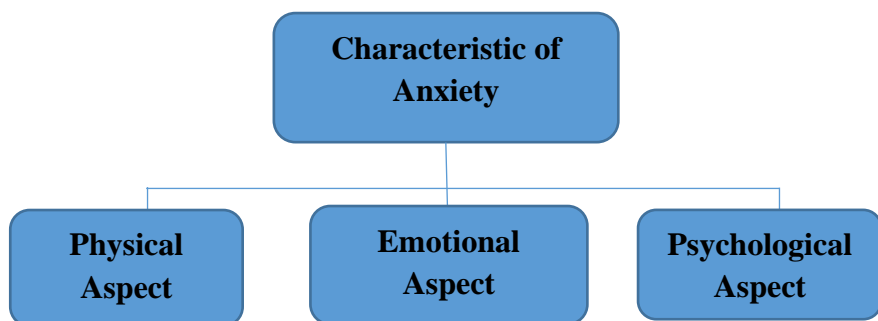 Characteristic of
Anxiety
Physical
Aspect
Emotional
Aspect
Psychological
Aspect